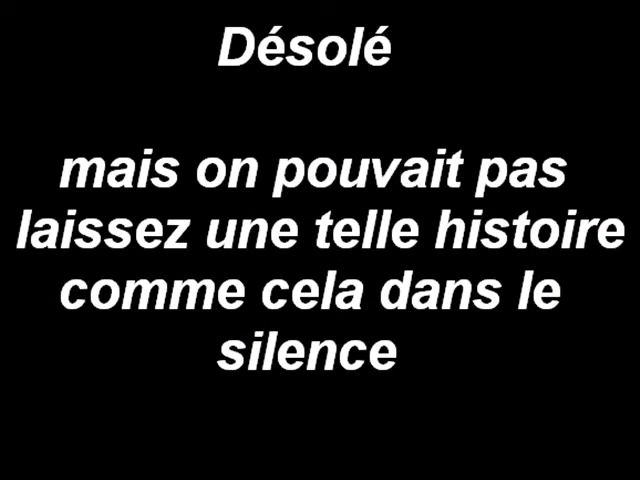 Désolé
mais on pouvait pas
laissez une telle histoire
comme cela dans le
silence